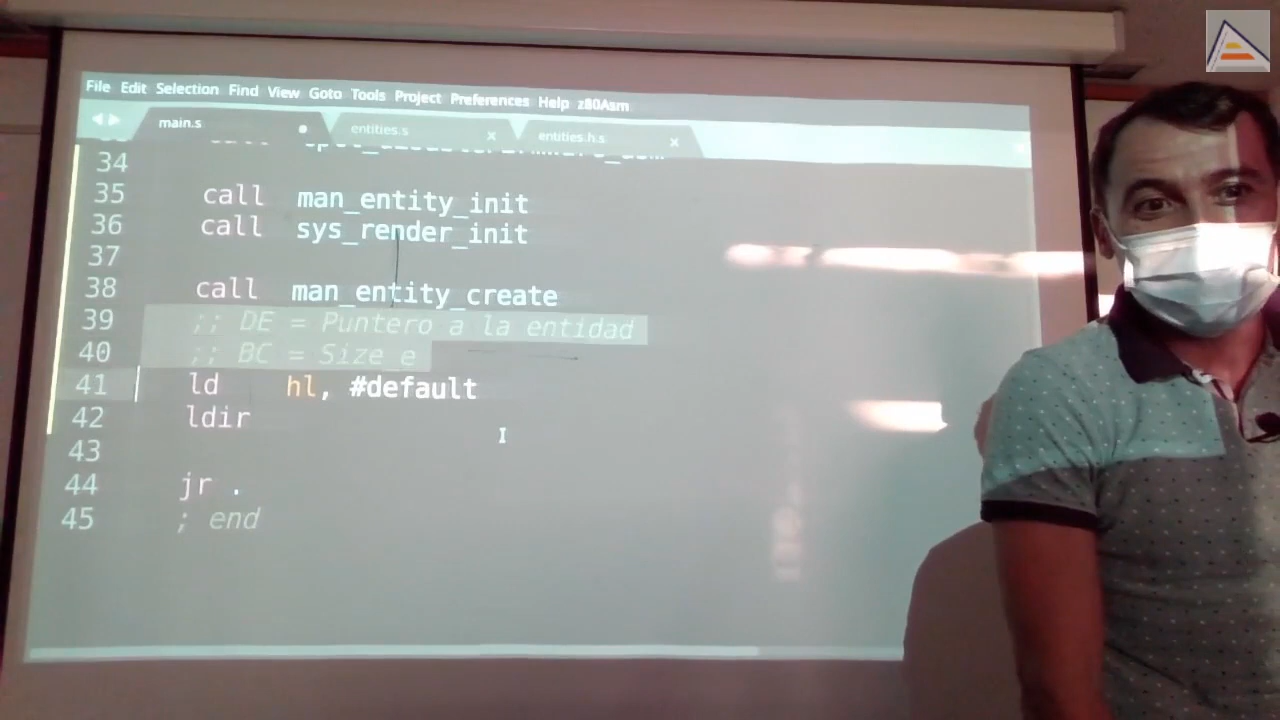 File Edit Selection Find View Goto Tools Project Preferences Help z80Asm
main.s entities.s entities.h.s
34
35 call man_entity_init
36 call sys_render_init
37
38 call man_entity_create
39 ;; DE = Puntero a la entidad
40 ;; BC = Size_e
41 ld hl, #default
42 ldir
43
44 jr .
45 ; end